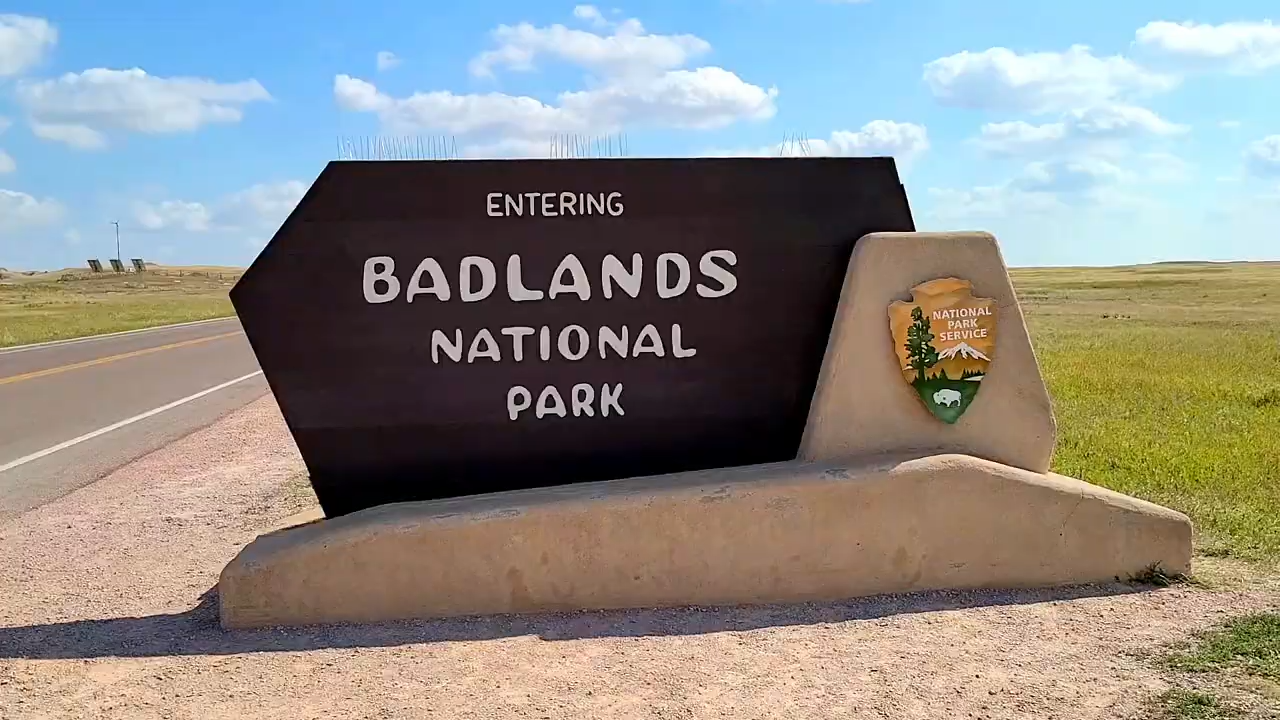 ENTERING
BADLANDS
NATIONAL
PARK
NATIONAL
PARK
SERVICE